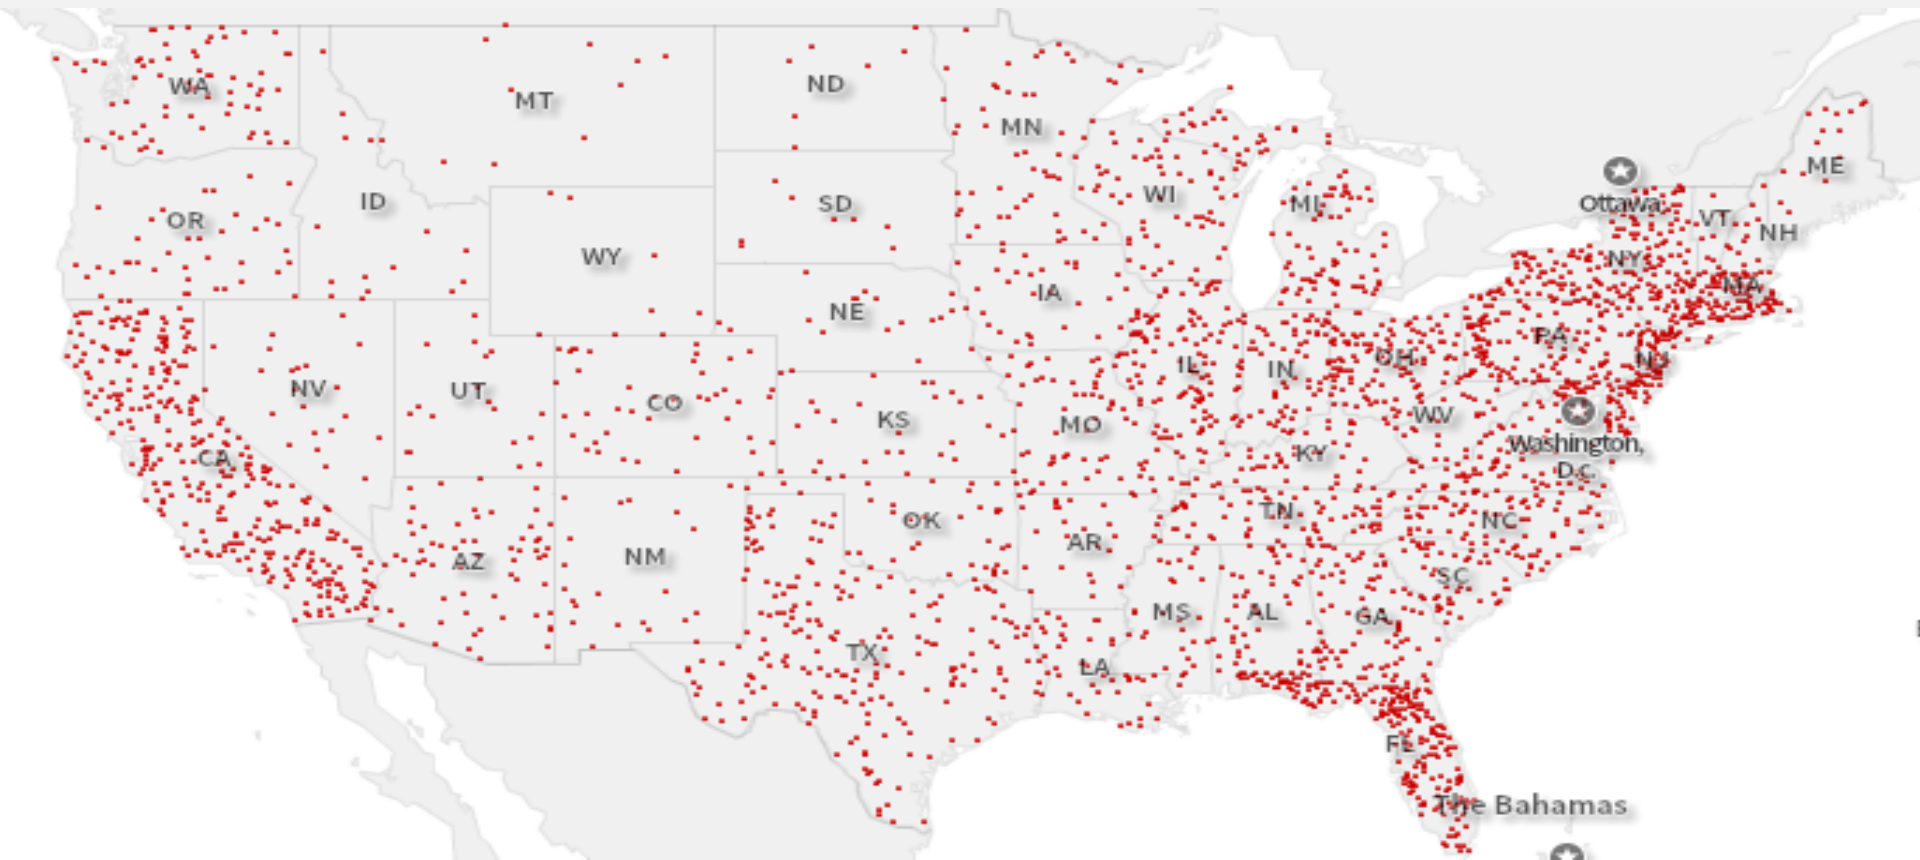 WA
MT
ND
MN
ME
OR
ID
SD
WI
MI
Ottawa
VT
NH
WY
NY
NE
IA
MA
PA
NV
UT
CO
KS
MO
IL
IN
OH
NJ
WV
CA
KY
Washington,
D.c.
AZ
NM
OK
AR
TN
NC
SC
MS
AL
GA
TX
LA
FL
The Bahamas